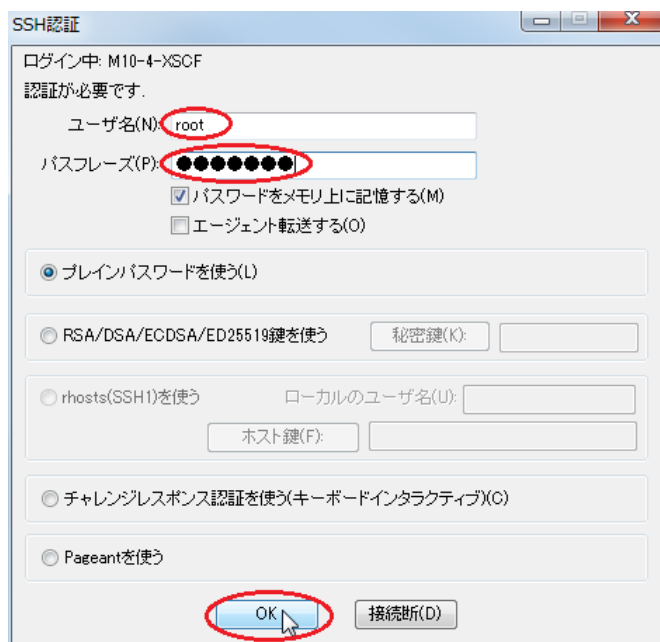 SSH認証
ログイン中: M10-4-XSCF
認証が必要です.
ユーザ名(N): root
パスフレーズ(P): ●●●●●●●
パスワードをメモリ上に記憶する(M)
エージェント転送する(O)
プレインパスワードを使う(L)
RSA/DSA/ECDSA/ED25519鍵を使う 秘密鍵(K):
rhosts(SSH1)を使う ローカルのユーザ名(U):
ホスト鍵(F):
チャレンジレスポンス認証を使う(キーボードインタラクティブ)(C)
Pageantを使う
OK 接続断(D)